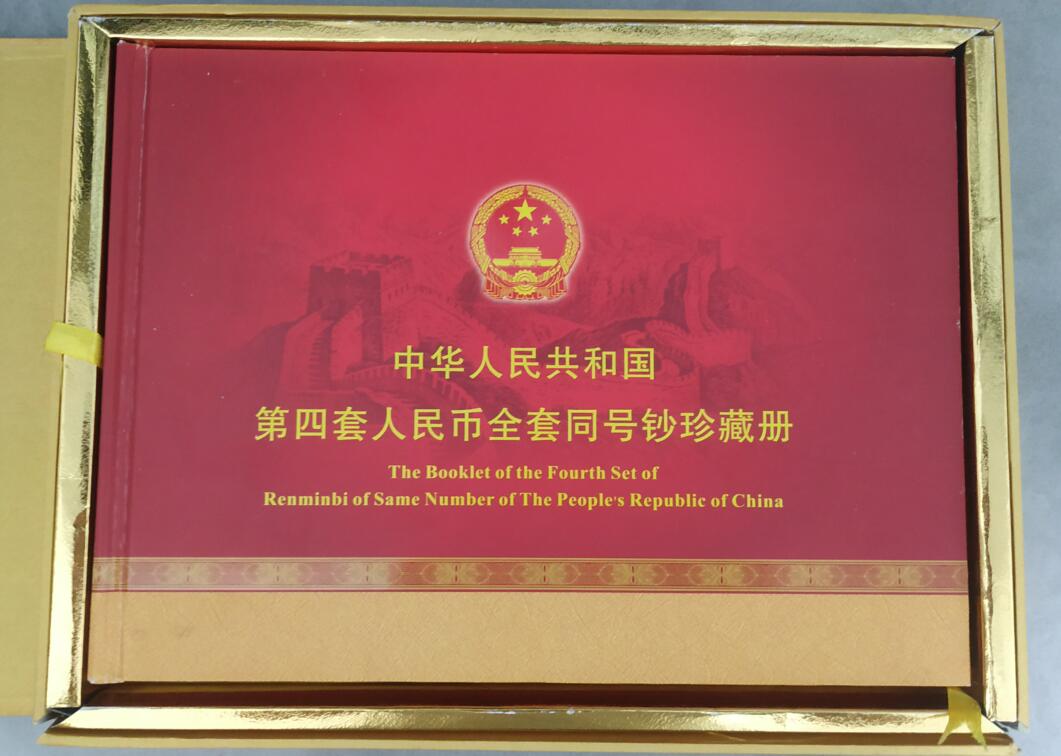 中华人民共和国
第四套人民币全套同号钞珍藏册
The Booklet of the Fourth Set of
Renminbi of Same Number of The People's Republic of China